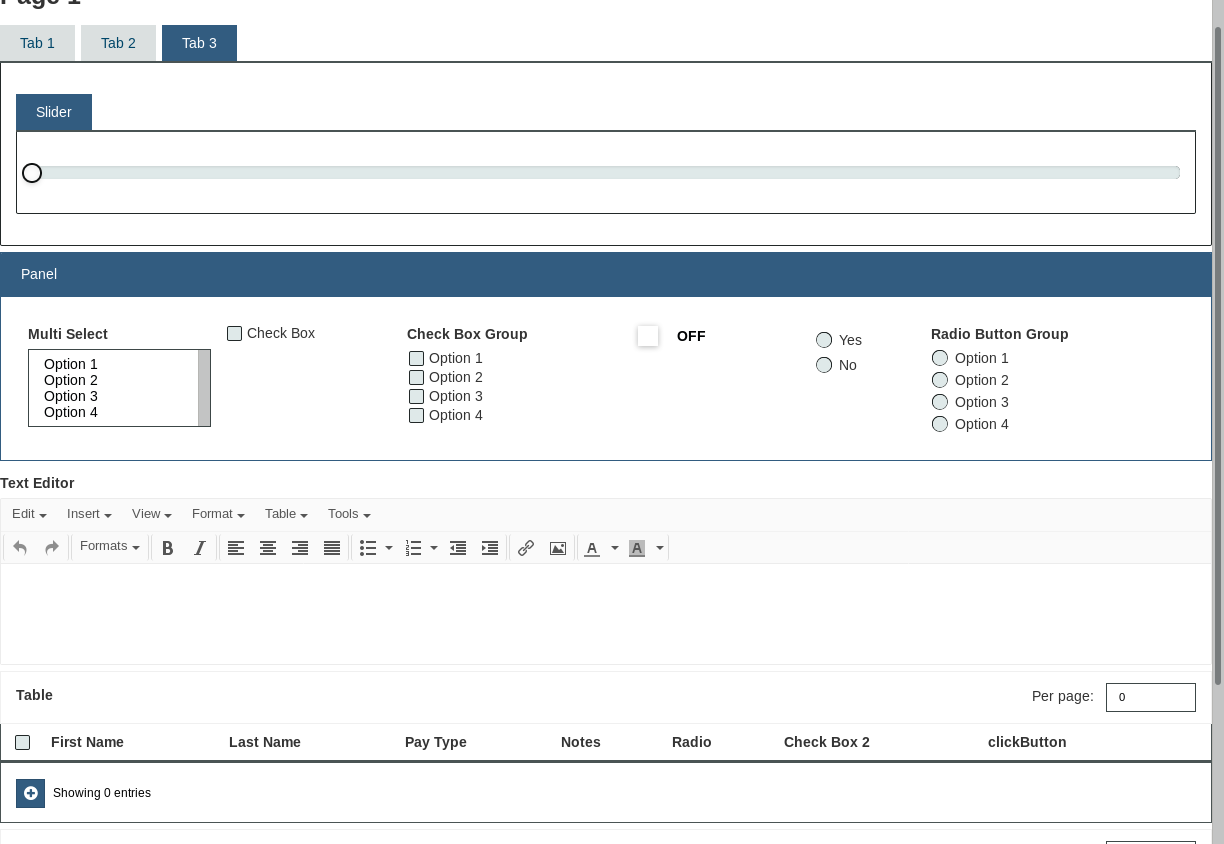 Page 1
Tab 1 Tab 2 Tab 3
Slider
Panel
Multi Select
Option 1
Option 2
Option 3
Option 4
Check Box
Check Box Group
Option 1
Option 2
Option 3
Option 4
OFF
Yes
No
Radio Button Group
Option 1
Option 2
Option 3
Option 4
Text Editor
Edit Insert View Format Table Tools
Formats B I A A
Table Per page: 0
First Name Last Name Pay Type Notes Radio Check Box 2 clickButton
Showing 0 entries